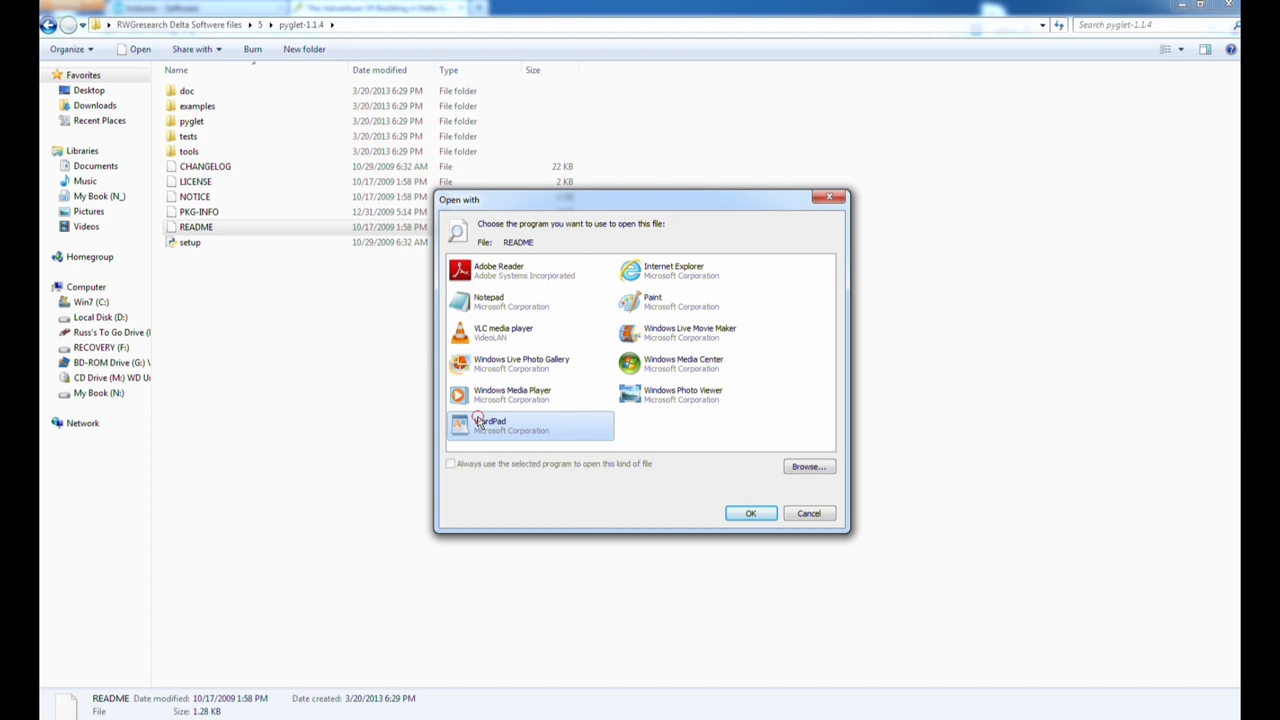 RWGresearch Delta Softwere files
5
pyglet-1.1.4
Search pyglet-1.1.4
Organize
Open
Share with
Burn
New folder
Name
Date modified
Type
Size
Favorites
Desktop
Downloads
Recent Places
Libraries
Documents
Music
My Book (N_)
Pictures
Videos
Homegroup
Computer
Win7 (C:)
Local Disk (D:)
Russ's To Go Drive (
RECOVERY (F:)
BD-ROM Drive (G:) V
CD Drive (M:) WD Un
My Book (N:)
Network
doc 3/20/2013 6:29 PM File folder
examples 3/20/2013 6:29 PM File folder
pyglet 3/20/2013 6:29 PM File folder
tests 3/20/2013 6:29 PM File folder
tools 3/20/2013 6:29 PM File folder
CHANGELOG 10/29/2009 6:32 AM File 22 KB
LICENSE 10/17/2009 1:58 PM File 2 KB
NOTICE 10/17/2009 1:58 PM
PKG-INFO 12/31/2009 5:14 PM
README 10/17/2009 1:58 PM
setup 10/29/2009 6:32 AM
Open with
Choose the program you want to use to open this file:
File: README
Adobe Reader
Adobe Systems Incorporated
Internet Explorer
Microsoft Corporation
Notepad
Microsoft Corporation
Paint
Microsoft Corporation
VLC media player
VideoLAN
Windows Live Movie Maker
Microsoft Corporation
Windows Live Photo Gallery
Microsoft Corporation
Windows Media Center
Microsoft Corporation
Windows Media Player
Microsoft Corporation
Windows Photo Viewer
Microsoft Corporation
WordPad
Microsoft Corporation
Always use the selected program to open this kind of file
Browse...
OK
Cancel
README Date modified: 10/17/2009 1:58 PM Date created: 3/20/2013 6:29 PM
File Size: 1.28 KB